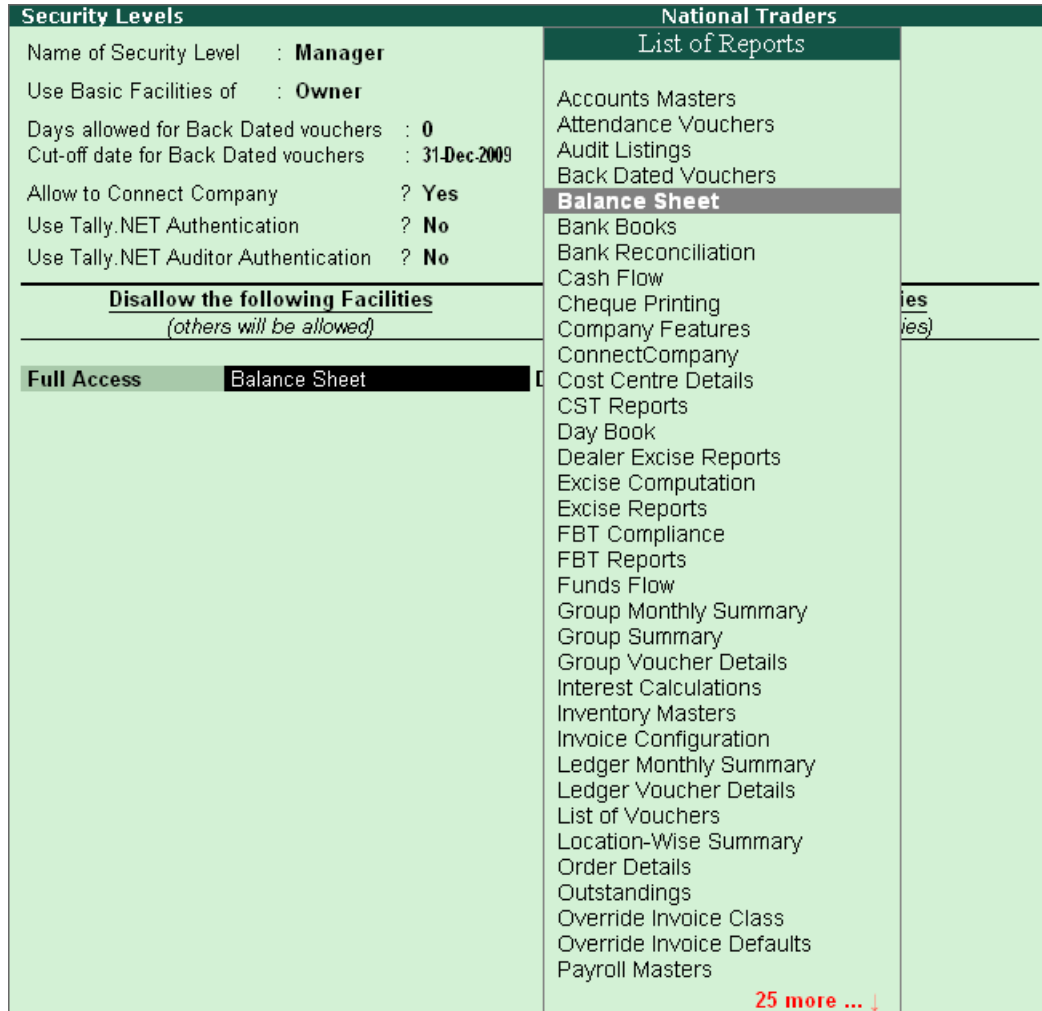 Security Levels
National Traders
Name of Security Level : Manager
Use Basic Facilities of : Owner
Days allowed for Back Dated vouchers : 0
Cut-off date for Back Dated vouchers : 31-Dec-2009
Allow to Connect Company ? Yes
Use Tally.NET Authentication ? No
Use Tally.NET Auditor Authentication ? No
Disallow the following Facilities
(others will be allowed)
ies
ies)
Full Access Balance Sheet D
List of Reports
Accounts Masters
Attendance Vouchers
Audit Listings
Back Dated Vouchers
Balance Sheet
Bank Books
Bank Reconciliation
Cash Flow
Cheque Printing
Company Features
ConnectCompany
Cost Centre Details
CST Reports
Day Book
Dealer Excise Reports
Excise Computation
Excise Reports
FBT Compliance
FBT Reports
Funds Flow
Group Monthly Summary
Group Summary
Group Voucher Details
Interest Calculations
Inventory Masters
Invoice Configuration
Ledger Monthly Summary
Ledger Voucher Details
List of Vouchers
Location-Wise Summary
Order Details
Outstandings
Override Invoice Class
Override Invoice Defaults
Payroll Masters
25 more ... ↓